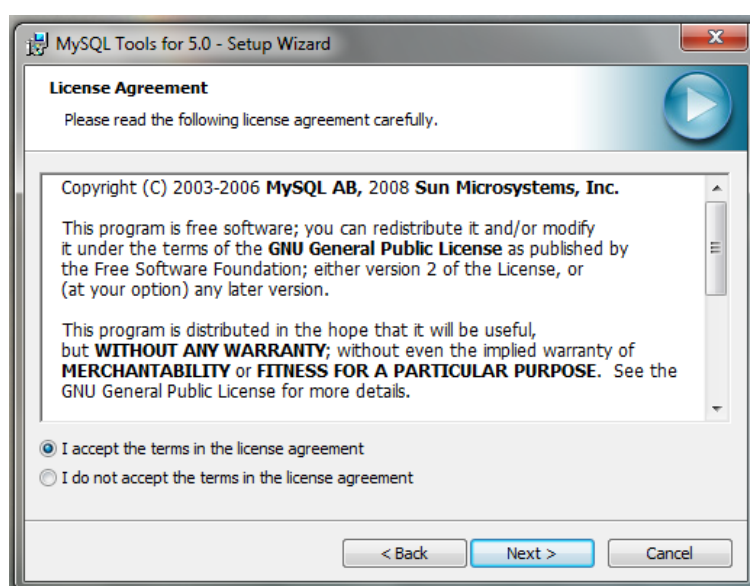 MySQL Tools for 5.0 - Setup Wizard
License Agreement
Please read the following license agreement carefully.
Copyright (C) 2003-2006 MySQL AB, 2008 Sun Microsystems, Inc.
This program is free software; you can redistribute it and/or modify
it under the terms of the GNU General Public License as published by
the Free Software Foundation; either version 2 of the License, or
(at your option) any later version.
This program is distributed in the hope that it will be useful,
but WITHOUT ANY WARRANTY; without even the implied warranty of
MERCHANTABILITY or FITNESS FOR A PARTICULAR PURPOSE.  See the
GNU General Public License for more details.
I accept the terms in the license agreement
I do not accept the terms in the license agreement
< Back Next > Cancel